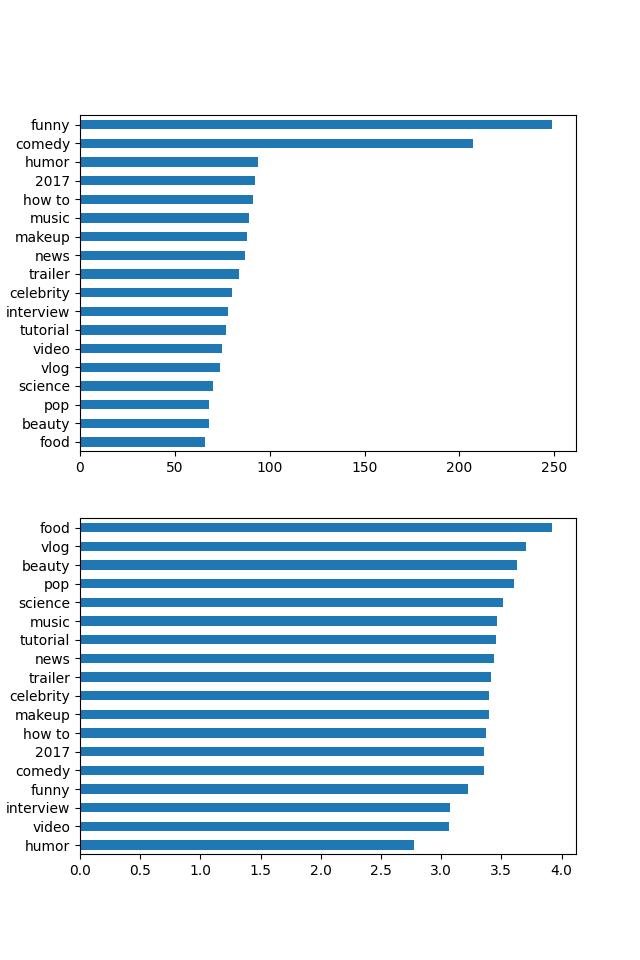 funny
comedy
humor
2017
how to
music
makeup
news
trailer
celebrity
interview
tutorial
video
vlog
science
pop
beauty
food
0 50 100 150 200 250
food
vlog
beauty
pop
science
music
tutorial
news
trailer
celebrity
makeup
how to
2017
comedy
funny
interview
video
humor
0.0 0.5 1.0 1.5 2.0 2.5 3.0 3.5 4.0